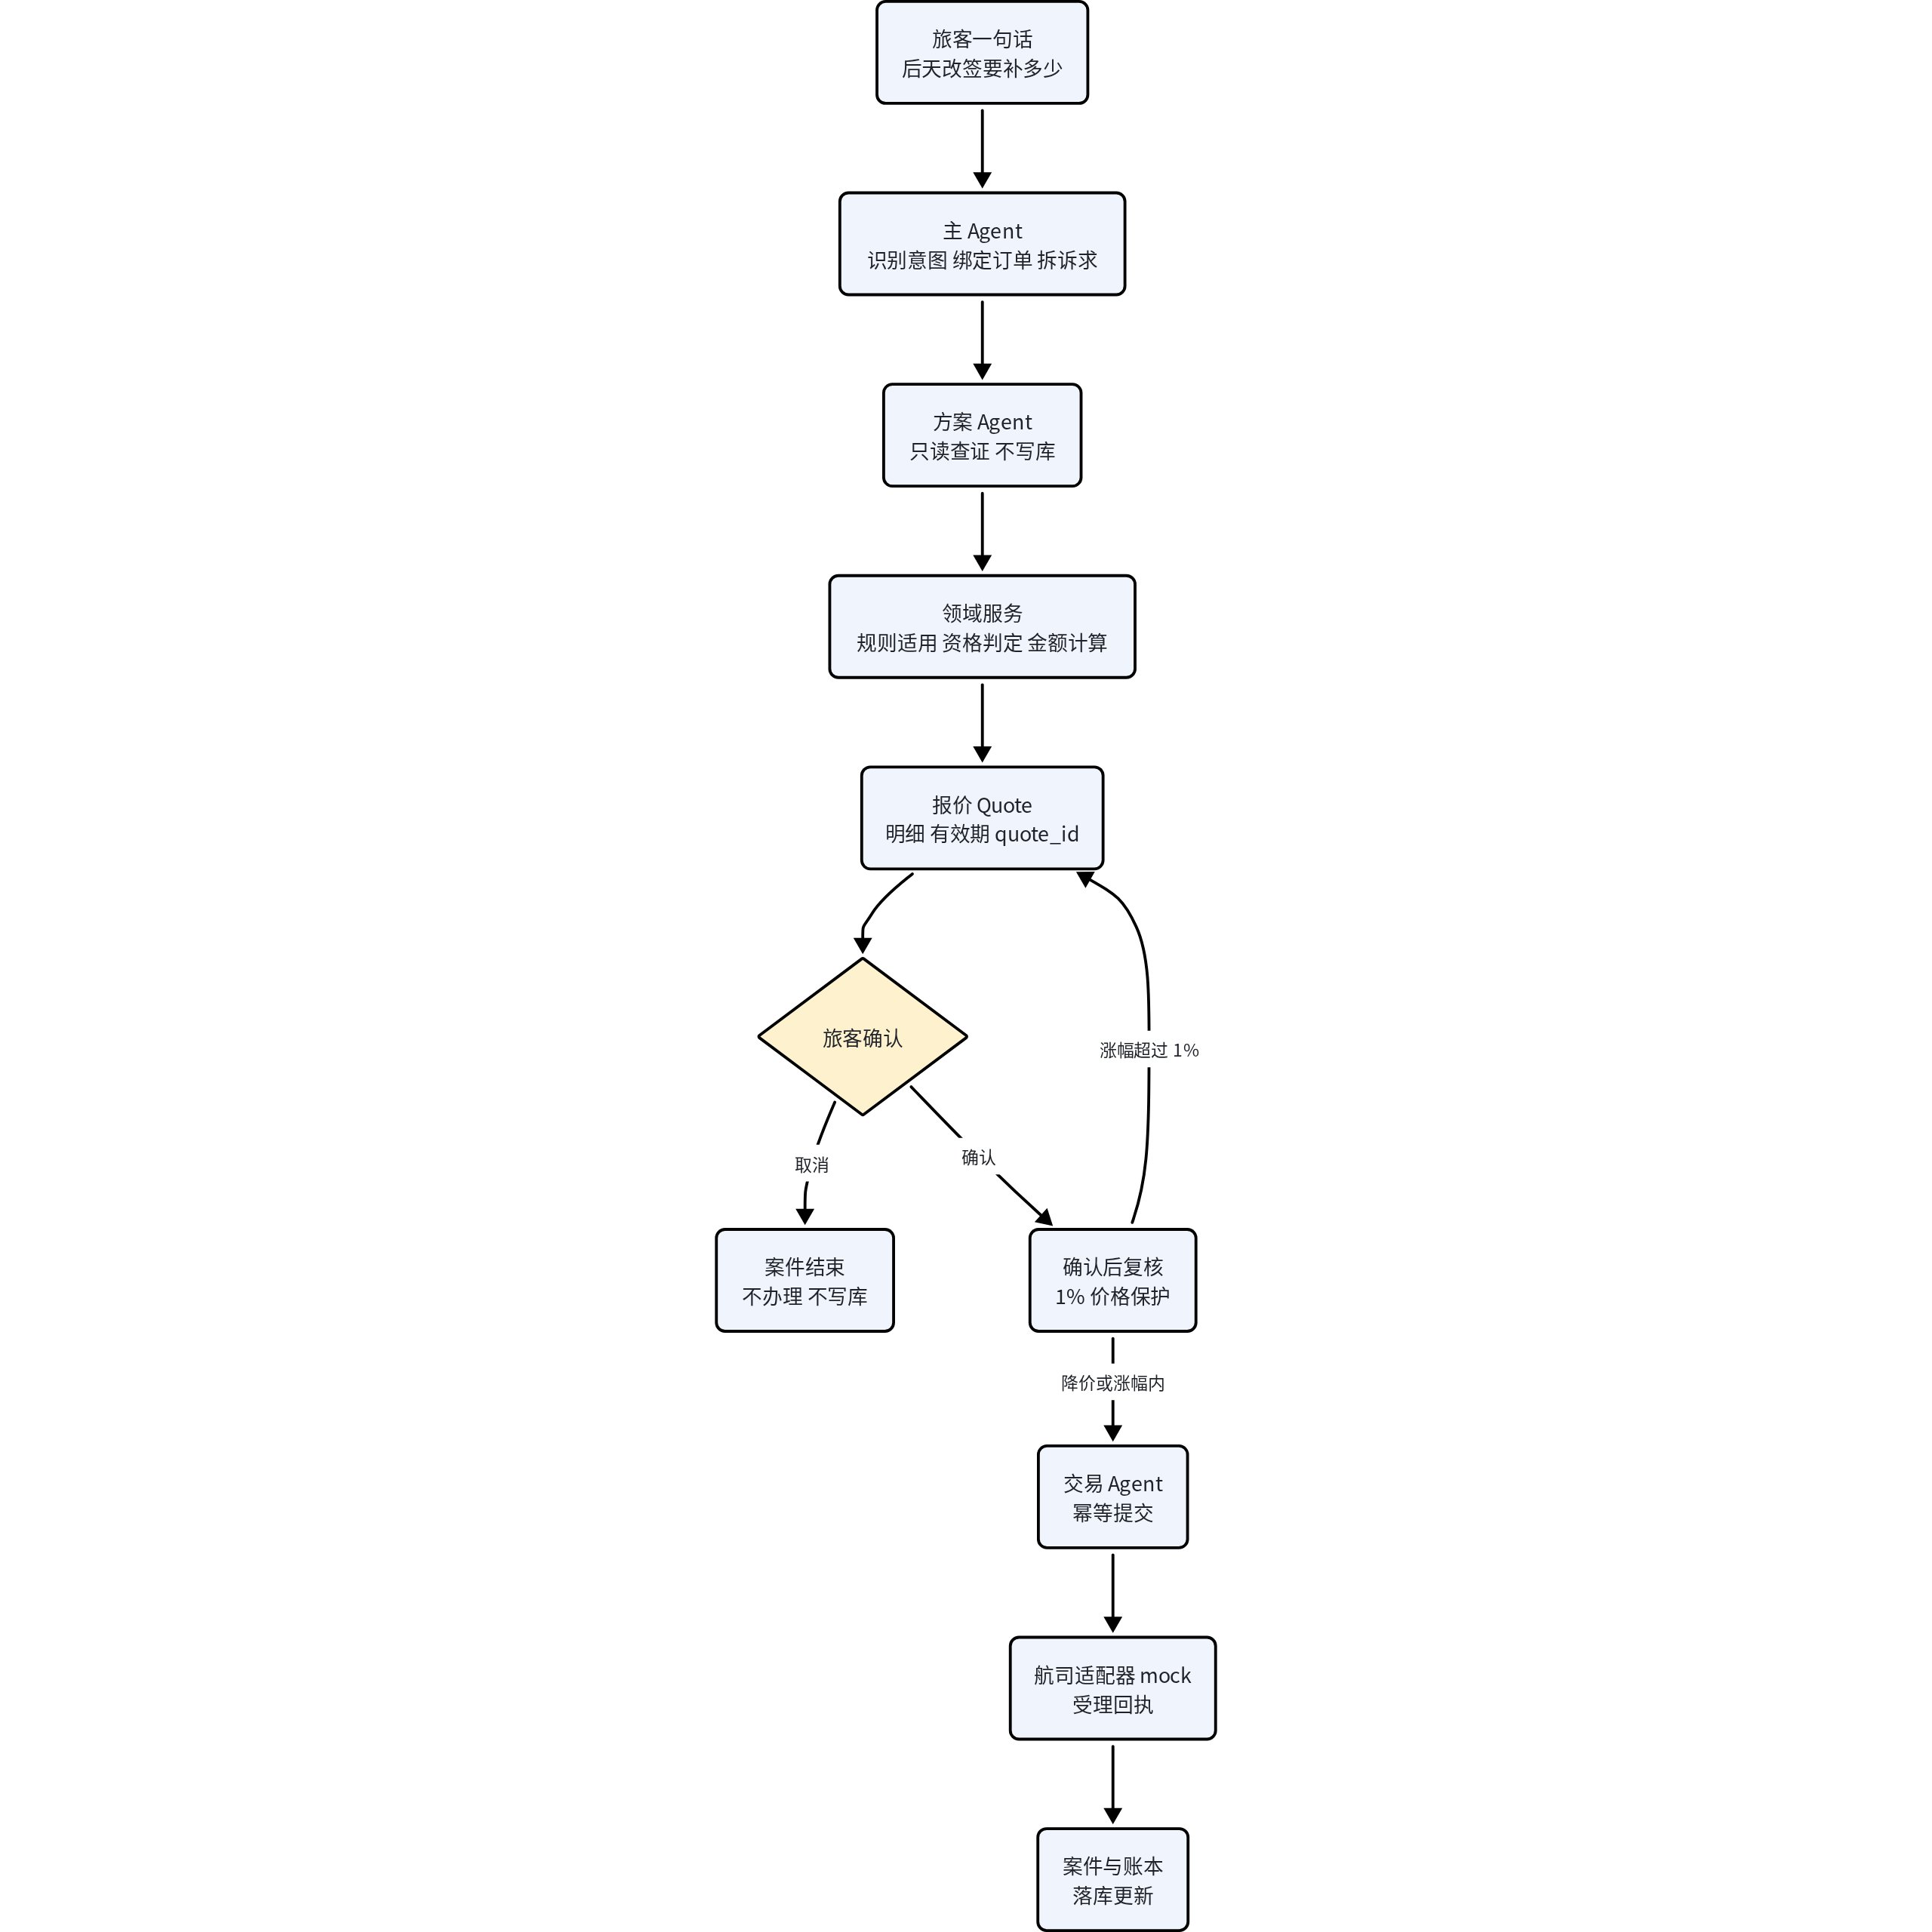 旅客一句话
后天改签要补多少
主 Agent
识别意图 绑定订单 拆诉求
方案 Agent
只读查证 不写库
领域服务
规则适用 资格判定 金额计算
报价 Quote
明细 有效期 quote_id
旅客确认
涨幅超过 1%
取消
确认
案件结束
不办理 不写库
确认后复核
1% 价格保护
降价或涨幅内
交易 Agent
幂等提交
航司适配器 mock
受理回执
案件与账本
落库更新